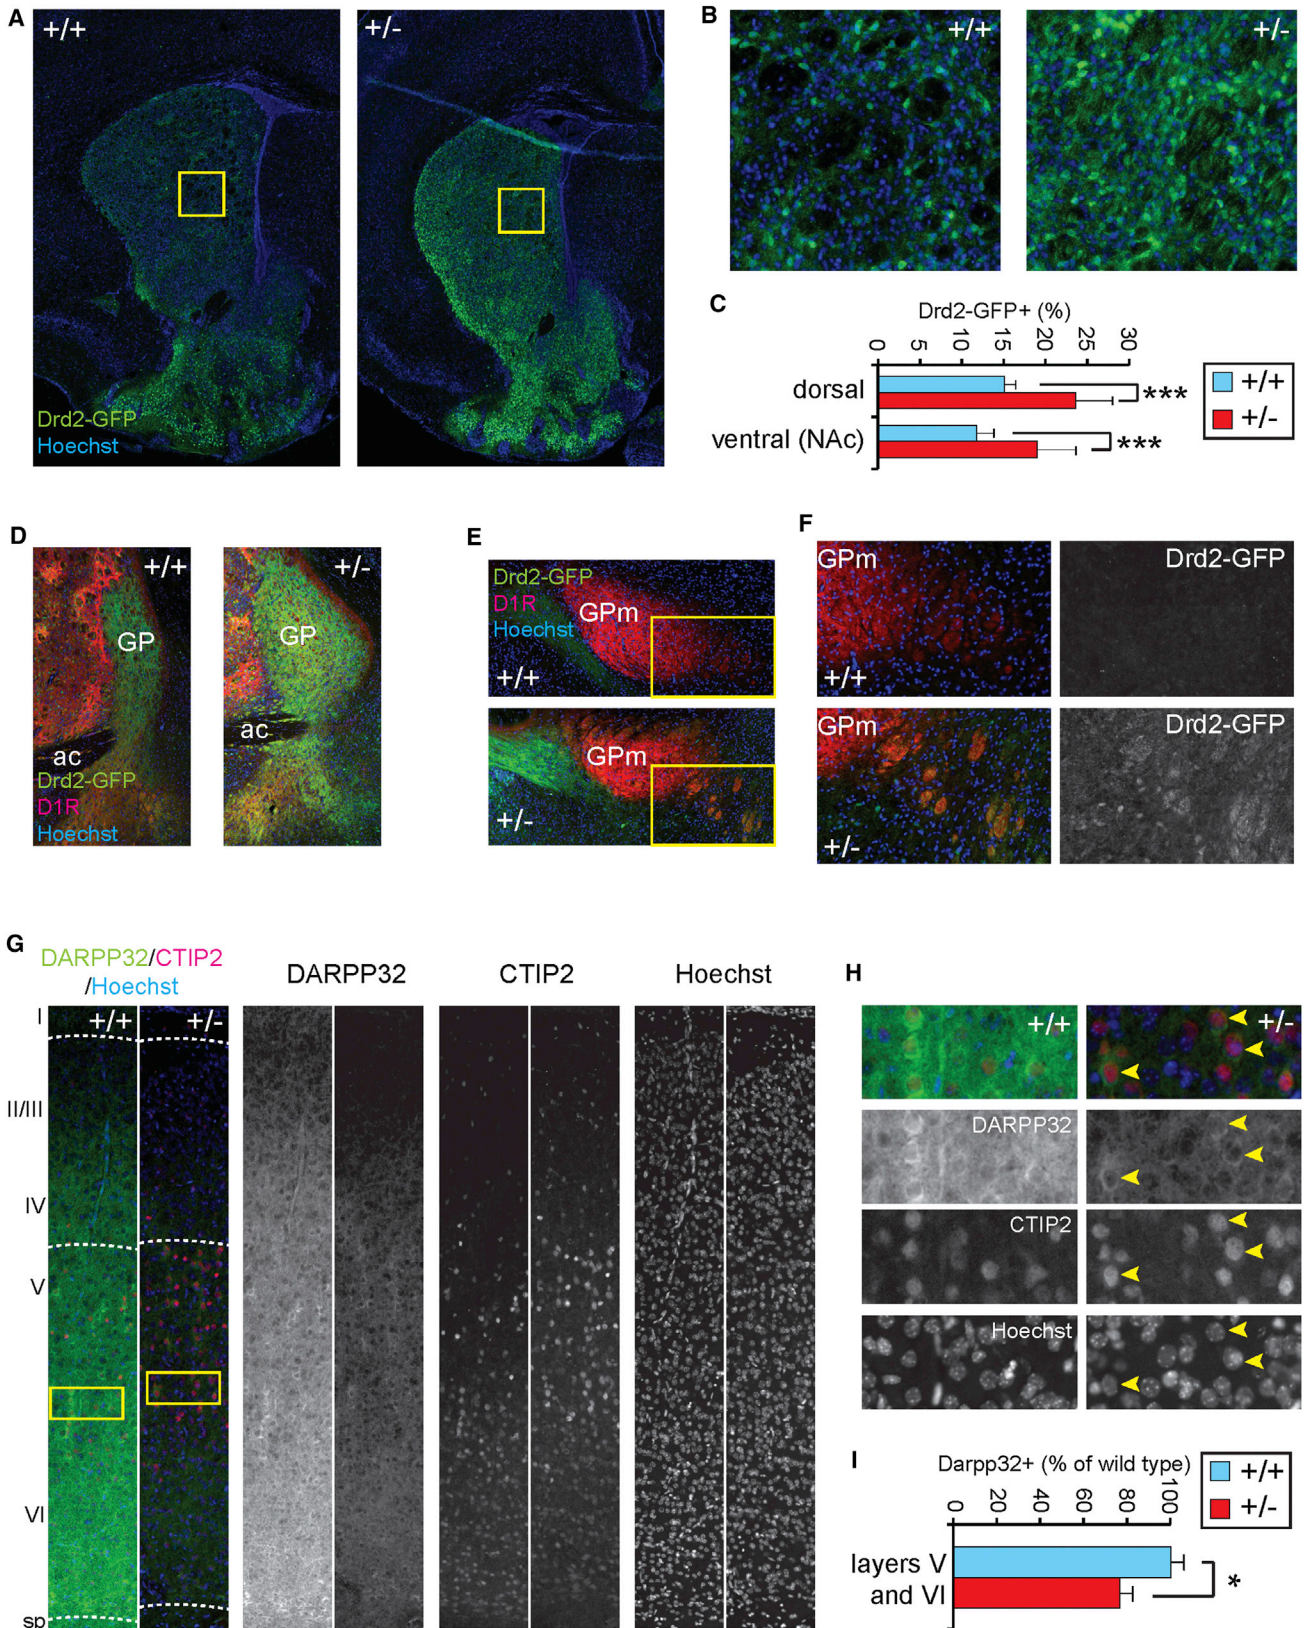 A
+/+
+/-
Drd2-GFP
Hoechst
B
+/+
+/-
C
Drd2-GFP+ (%)
0 5 10 15 20 25 30
dorsal
***
ventral (NAc)
***
+/+
+/-
D
+/+
GP
ac
Drd2-GFP
D1R
Hoechst
+/-
GP
ac
E
Drd2-GFP
D1R
Hoechst
GPm
+/+
GPm
+/-
F
GPm
+/+
Drd2-GFP
GPm
+/-
Drd2-GFP
G
DARPP32/CTIP2
/Hoechst
DARPP32
CTIP2
Hoechst
+/+
+/-
I
II/III
IV
V
VI
sp
H
+/+
+/-
DARPP32
CTIP2
Hoechst
I
Darpp32+ (% of wild type)
0 20 40 60 80 100
layers V
and VI
*
+/+
+/-